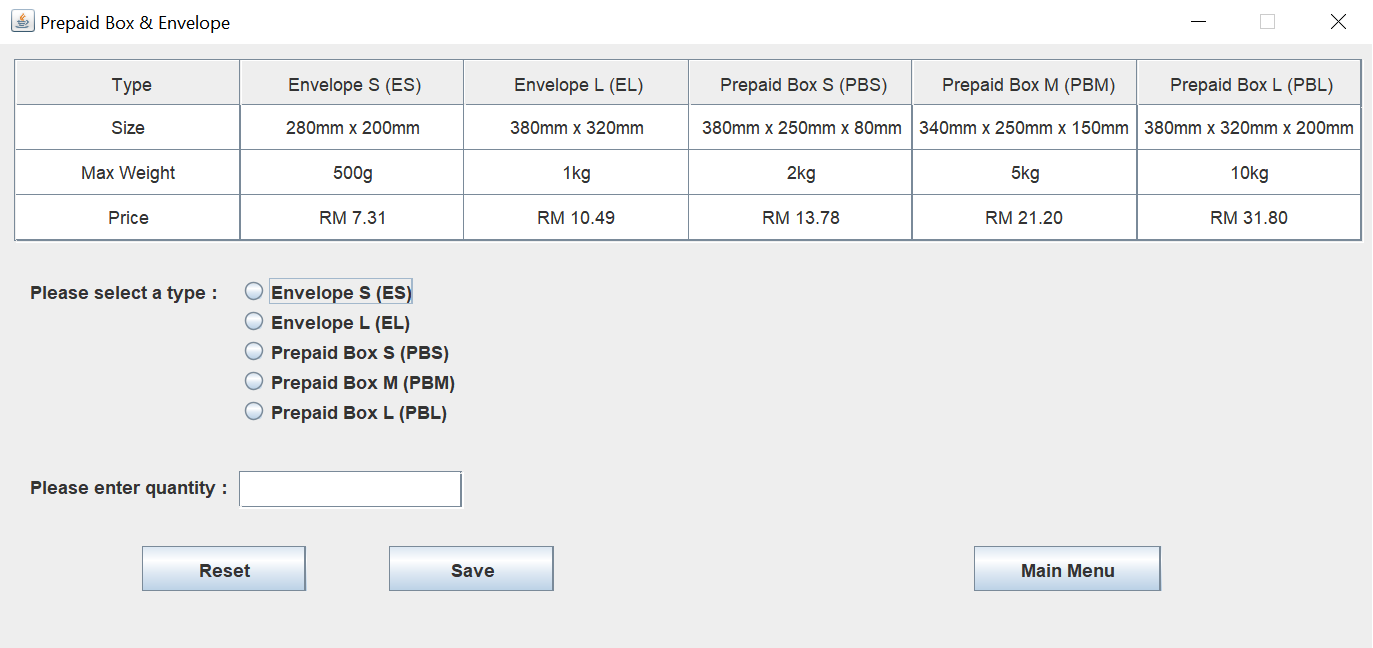 Prepaid Box & Envelope
Type Envelope S (ES) Envelope L (EL) Prepaid Box S (PBS) Prepaid Box M (PBM) Prepaid Box L (PBL)
Size 280mm x 200mm 380mm x 320mm 380mm x 250mm x 80mm 340mm x 250mm x 150mm 380mm x 320mm x 200mm
Max Weight 500g 1kg 2kg 5kg 10kg
Price RM 7.31 RM 10.49 RM 13.78 RM 21.20 RM 31.80
Please select a type : Envelope S (ES)
Envelope L (EL)
Prepaid Box S (PBS)
Prepaid Box M (PBM)
Prepaid Box L (PBL)
Please enter quantity :
Reset Save Main Menu